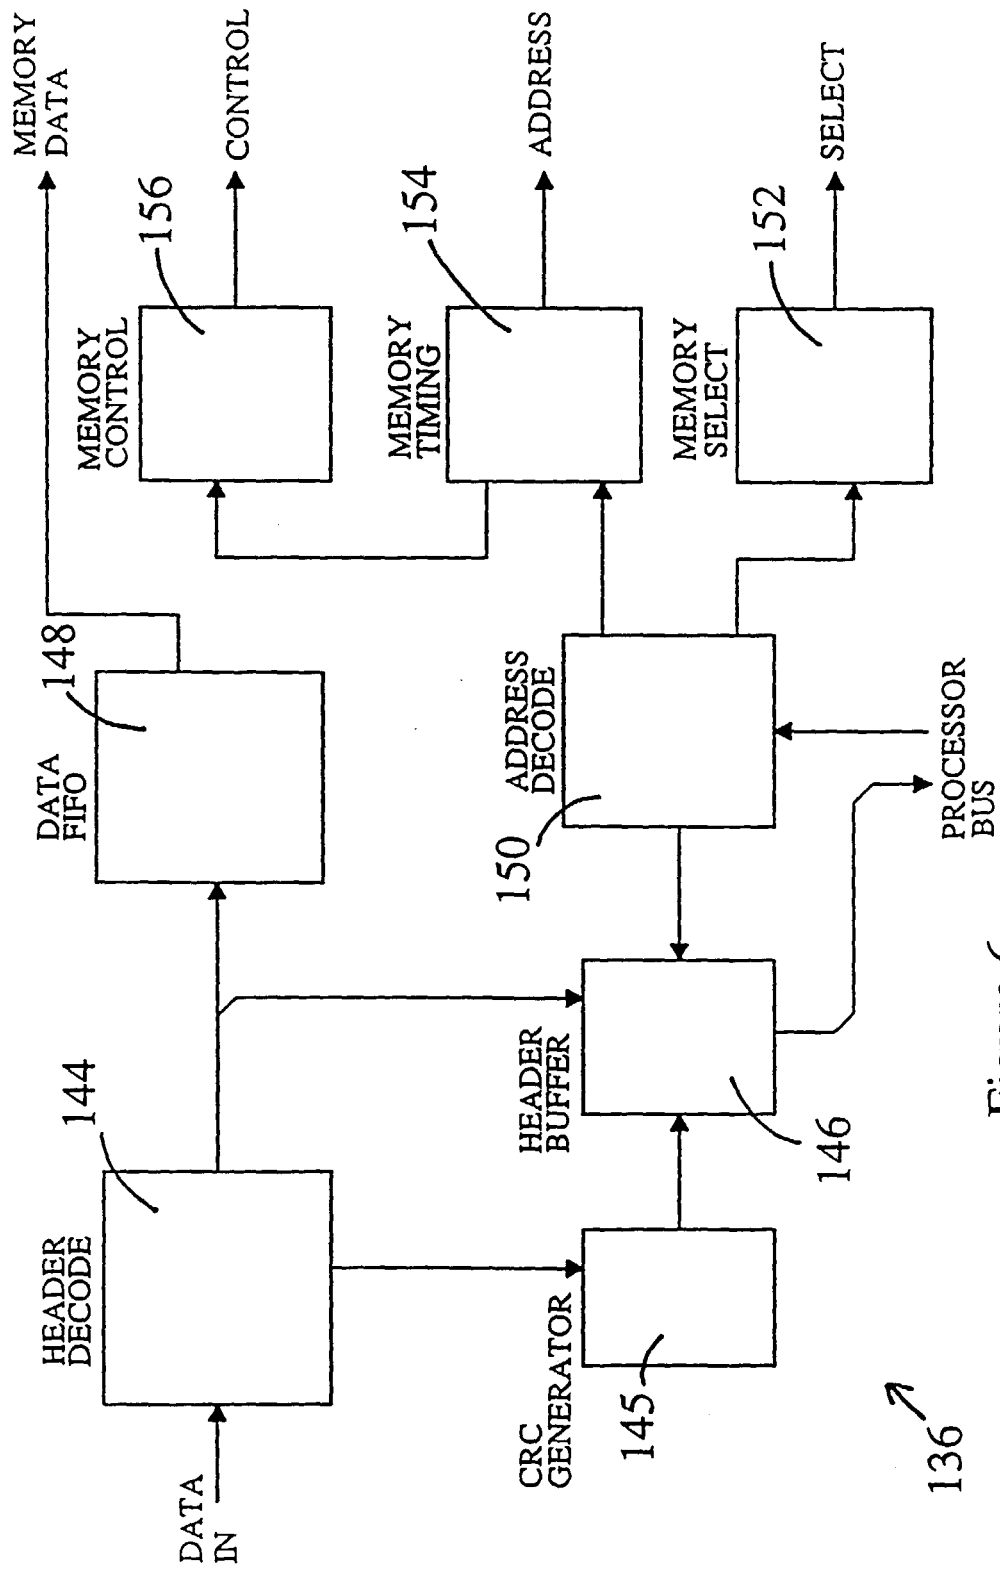 MEMORY
DATA
CONTROL
ADDRESS
SELECT
156
154
152
MEMORY
CONTROL
MEMORY
TIMING
MEMORY
SELECT
148
DATA
FIFO
ADDRESS
DECODE
150
PROCESSOR
BUS
144
HEADER
DECODE
HEADER
BUFFER
146
CRC
GENERATOR
145
DATA
IN
136